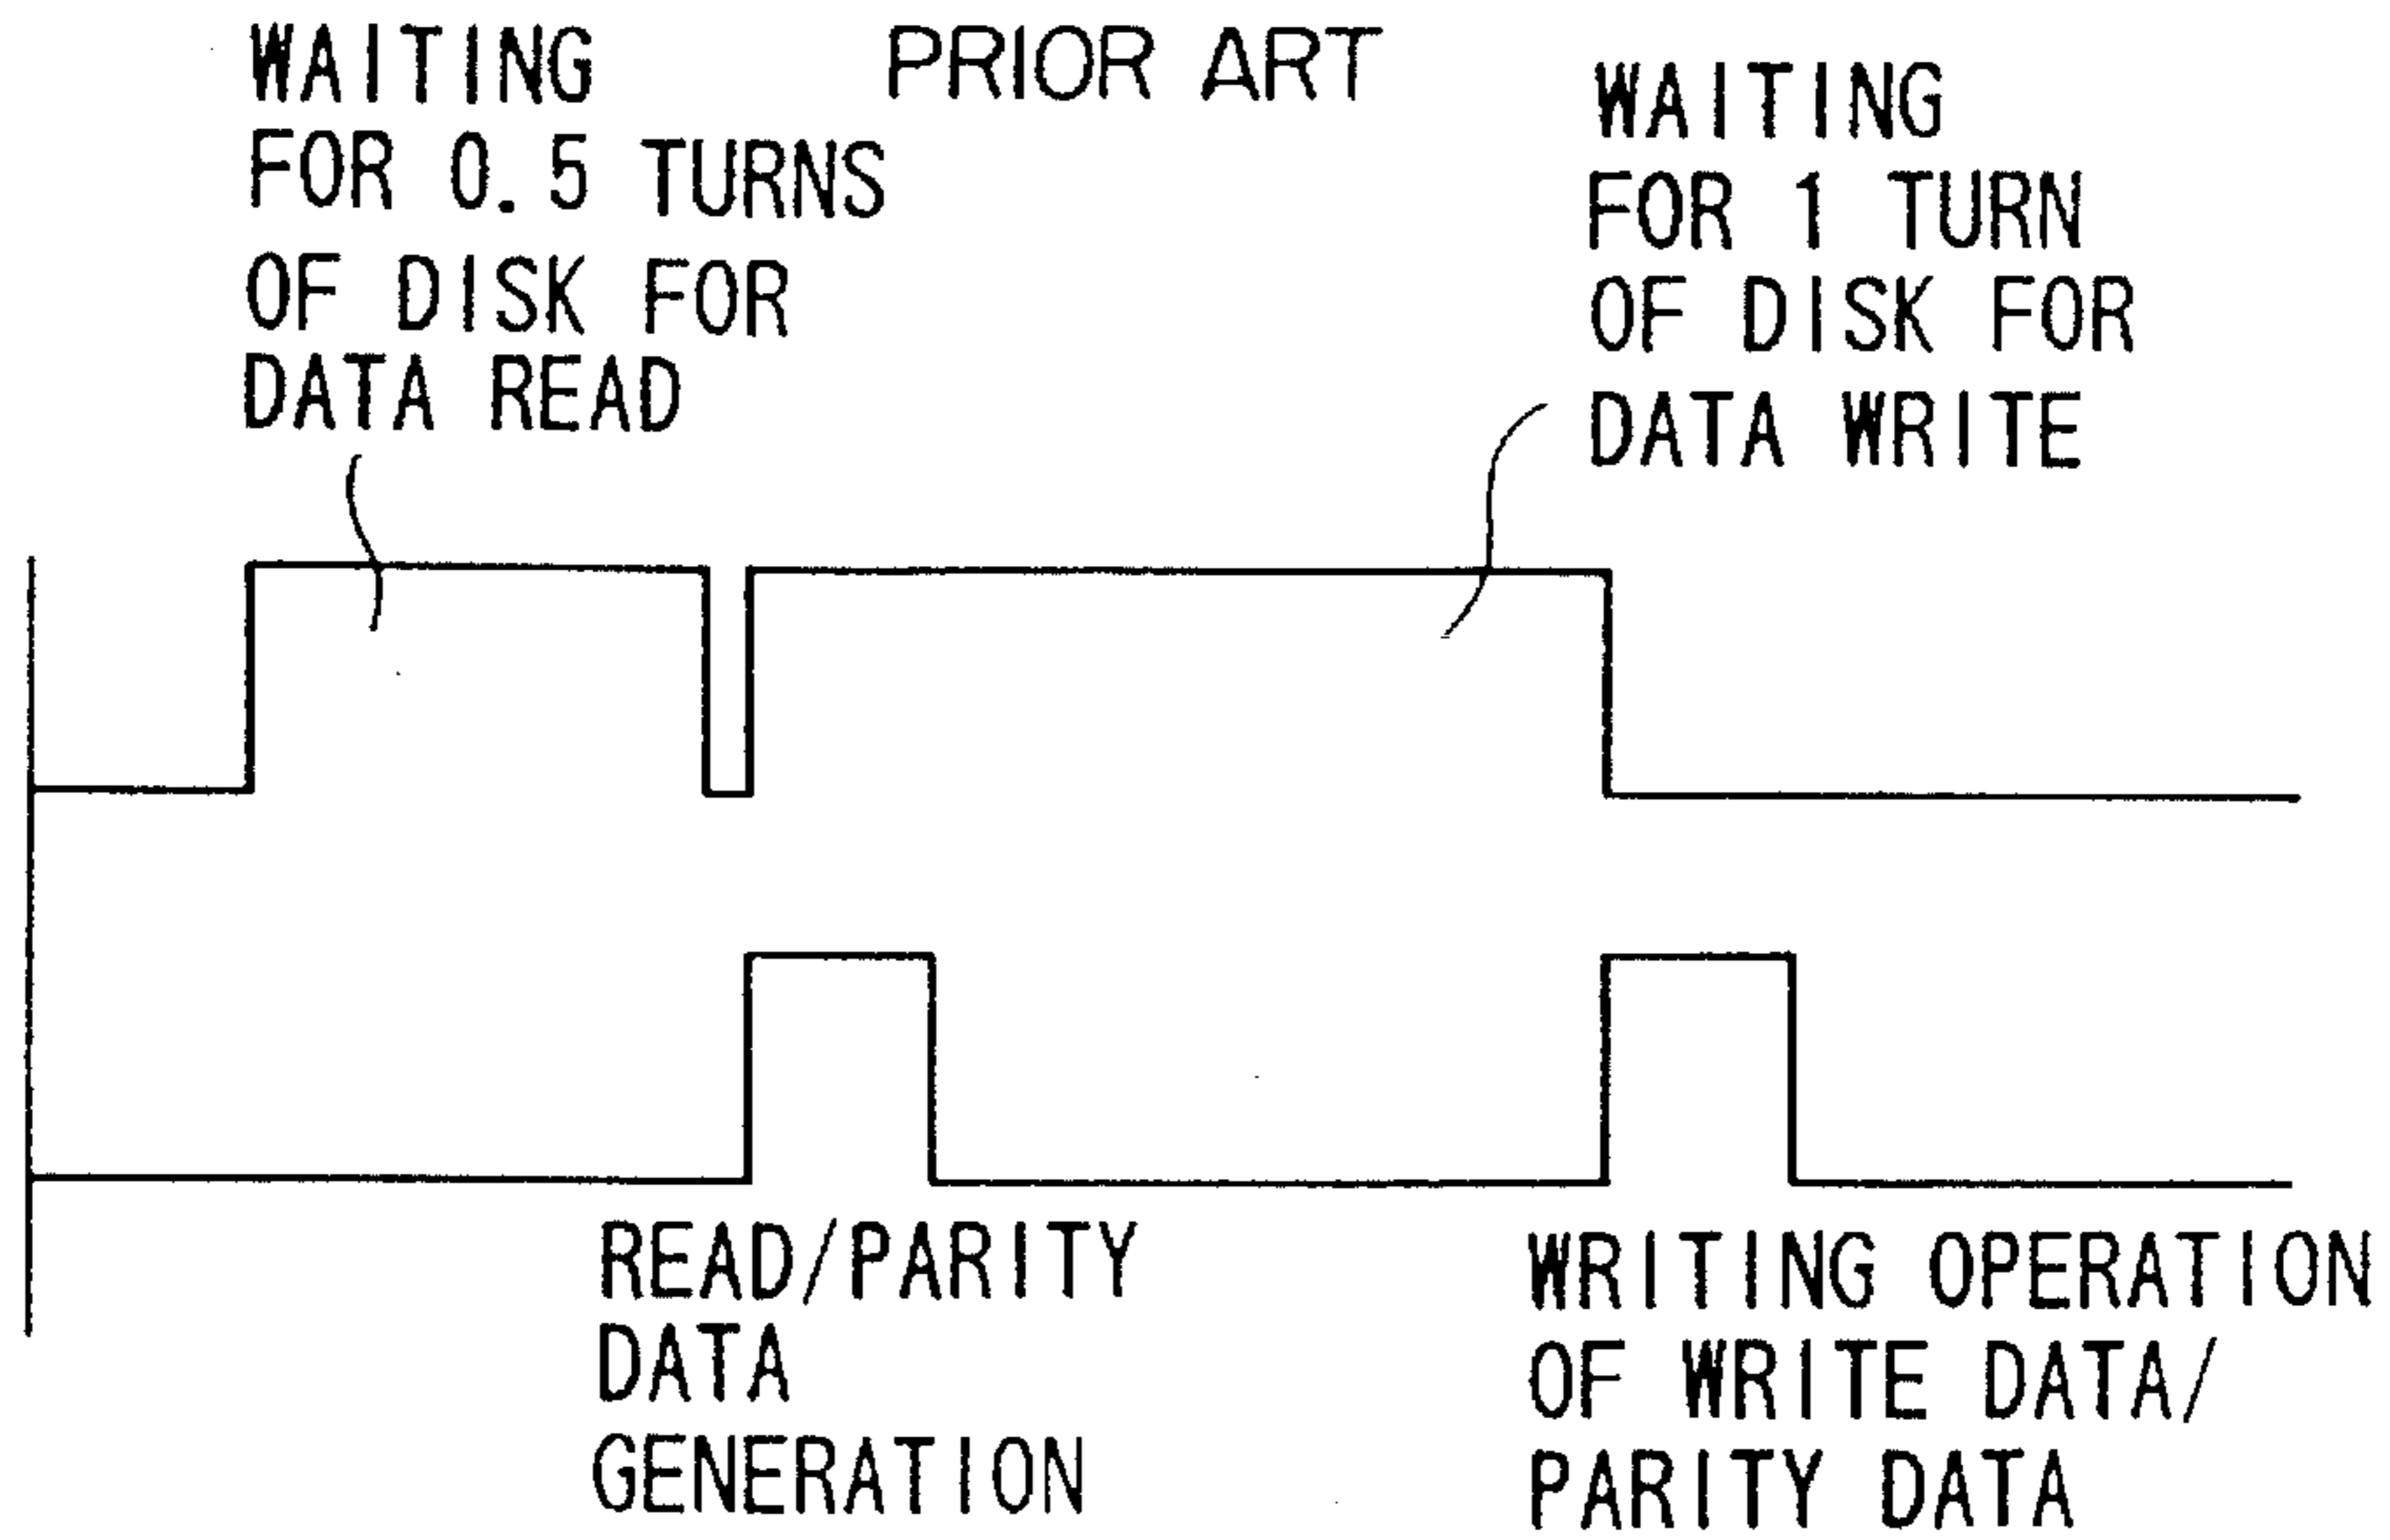 PRIOR ART
WAITING
FOR 0.5 TURNS
OF DISK FOR
DATA READ
WAITING
FOR 1 TURN
OF DISK FOR
DATA WRITE
READ/PARITY
DATA
GENERATION
WRITING OPERATION
OF WRITE DATA/
PARITY DATA